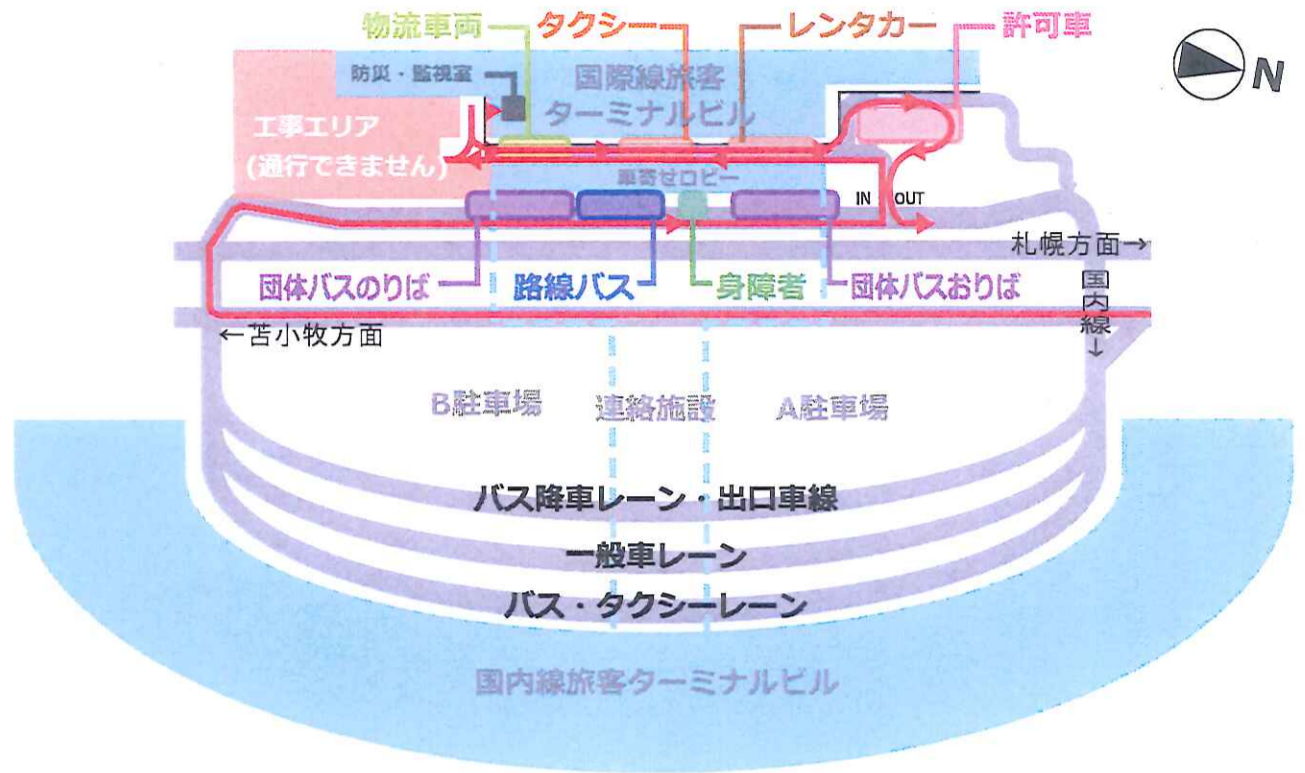 物流車両
タクシー
レンタカー
許可車
防災・監視室
国際線旅客
ターミナルビル
N
工事エリア
(通行できません)
車寄せロビー
IN
OUT
札幌方面→
団体バスのりば
路線バス
身障者
団体バスおりば
国内線↓
←苫小牧方面
B駐車場
連絡施設
A駐車場
バス降車レーン・出口車線
一般車レーン
バス・タクシーレーン
国内線旅客ターミナルビル